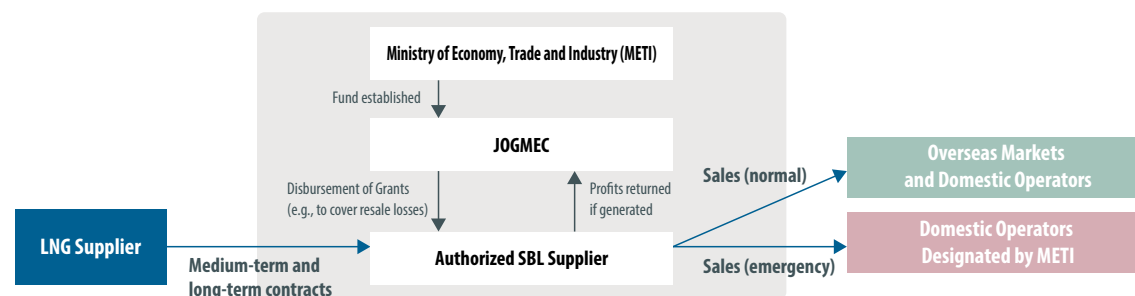 Ministry of Economy, Trade and Industry (METI)
Fund established
JOGMEC
Disbursement of Grants
(e.g., to cover resale losses)
Profits returned
if generated
Sales (normal)
Overseas Markets
and Domestic Operators
LNG Supplier
Medium-term and
long-term contracts
Authorized SBL Supplier
Sales (emergency)
Domestic Operators
Designated by METI